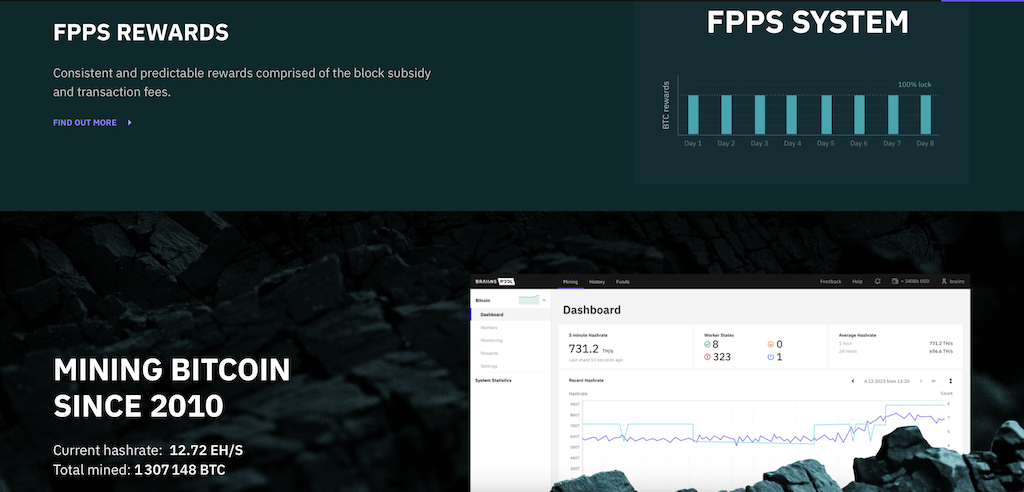 FPPS REWARDS
Consistent and predictable rewards comprised of the block subsidy
and transaction fees.
FIND OUT MORE
FPPS SYSTEM
100% luck
BTC rewards
Day 1 Day 2 Day 3 Day 4 Day 5 Day 6 Day 7 Day 8
MINING BITCOIN
SINCE 2010
Current hashrate: 12.72 EH/S
Total mined: 1 307 148 BTC
BRAIINS POOL Mining History Funds Feedback Help ≈ 24086 USD braiins
Bitcoin
Dashboard
Workers
Monitoring
Rewards
Settings
System Statistics
Dashboard
5 minute Hashrate
731.2 TH/s
Last share 53 seconds ago
Worker States
8 0
323 1
Average Hashrate
1 hour 731.2 TH/s
24 hours 656.6 TH/s
Recent Hashrate
4.12.2023 from 15:20
Hashrate Count